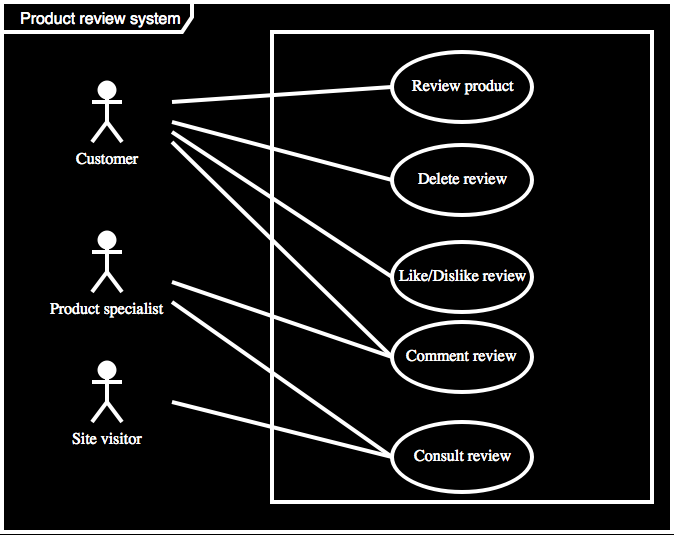 Product review system
Customer
Product specialist
Site visitor
Review product
Delete review
Like/Dislike review
Comment review
Consult review